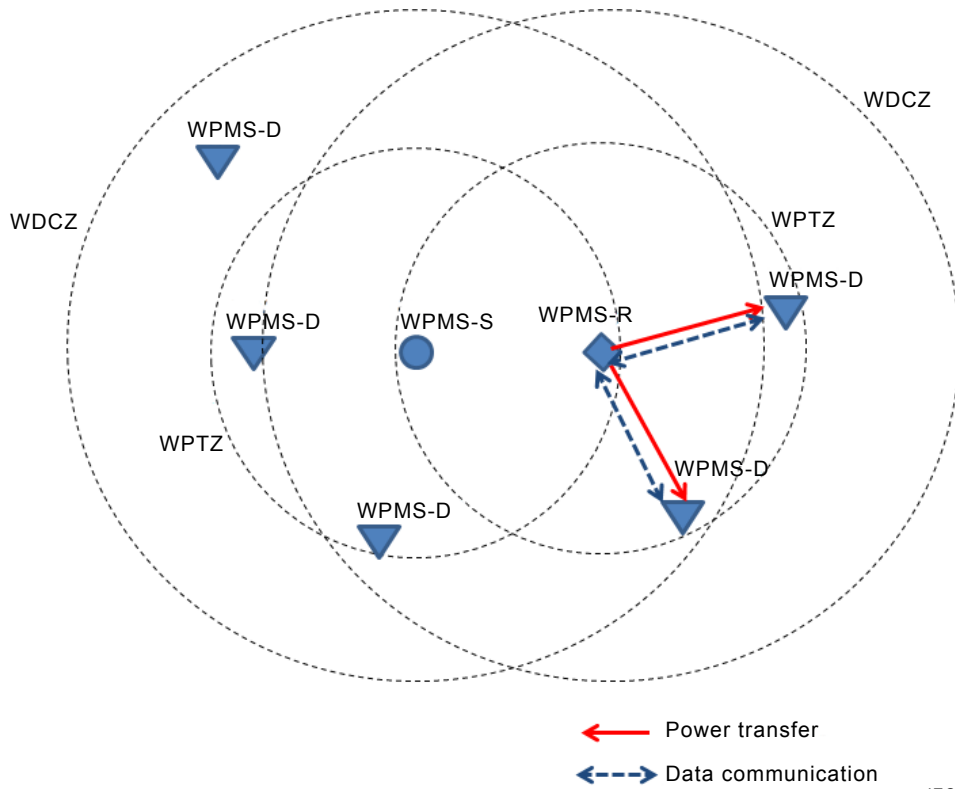 WDCZ
WPMS-D
WDCZ
WPTZ
WPMS-D
WPMS-D
WPMS-S
WPMS-R
WPTZ
WPMS-D
WPMS-D
Power transfer
Data communication